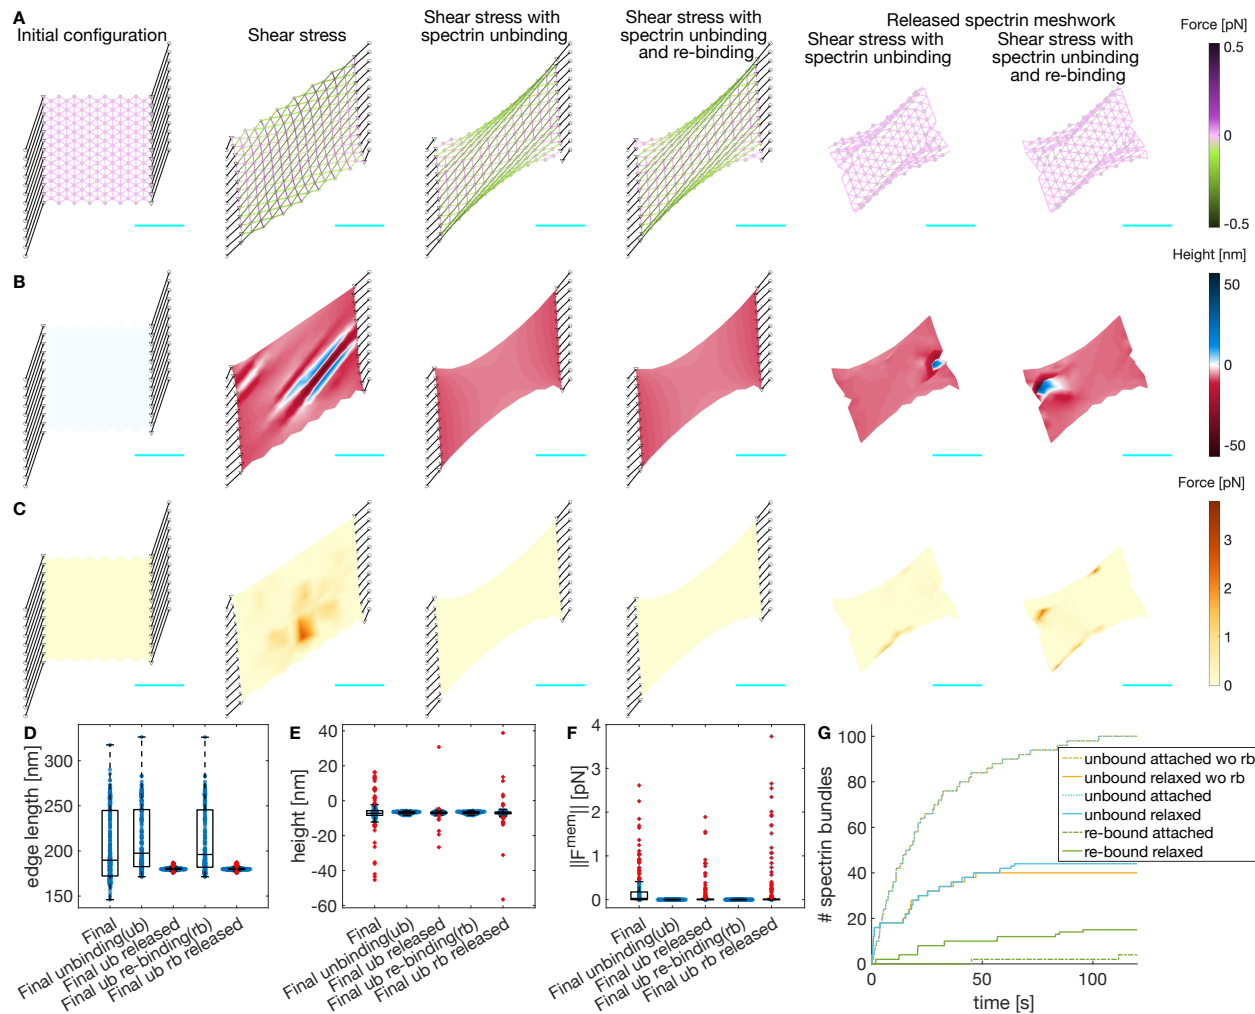 A
Initial configuration
Shear stress
Shear stress with
spectrin unbinding
Shear stress with
spectrin unbinding
and re-binding
Released spectrin meshwork
Shear stress with
spectrin unbinding
Shear stress with
spectrin unbinding
and re-binding
Force [pN]
0.5
0
-0.5
B
Height [nm]
50
0
-50
C
Force [pN]
3
2
1
0
D
edge length [nm]
300
250
200
150
Final
Final unbinding(ub)
Final ub released
Final ub re-binding(rb)
Final ub rb released
E
height [nm]
40
20
0
-20
-40
-60
Final
Final unbinding(ub)
Final ub released
Final ub re-binding(rb)
Final ub rb released
F
||F^mem|| [pN]
4
3
2
1
0
Final
Final unbinding(ub)
Final ub released
Final ub re-binding(rb)
Final ub rb released
G
# spectrin bundles
100
80
60
40
20
0
0
50
100
time [s]
unbound attached wo rb
unbound relaxed wo rb
unbound attached
unbound relaxed
re-bound attached
re-bound relaxed